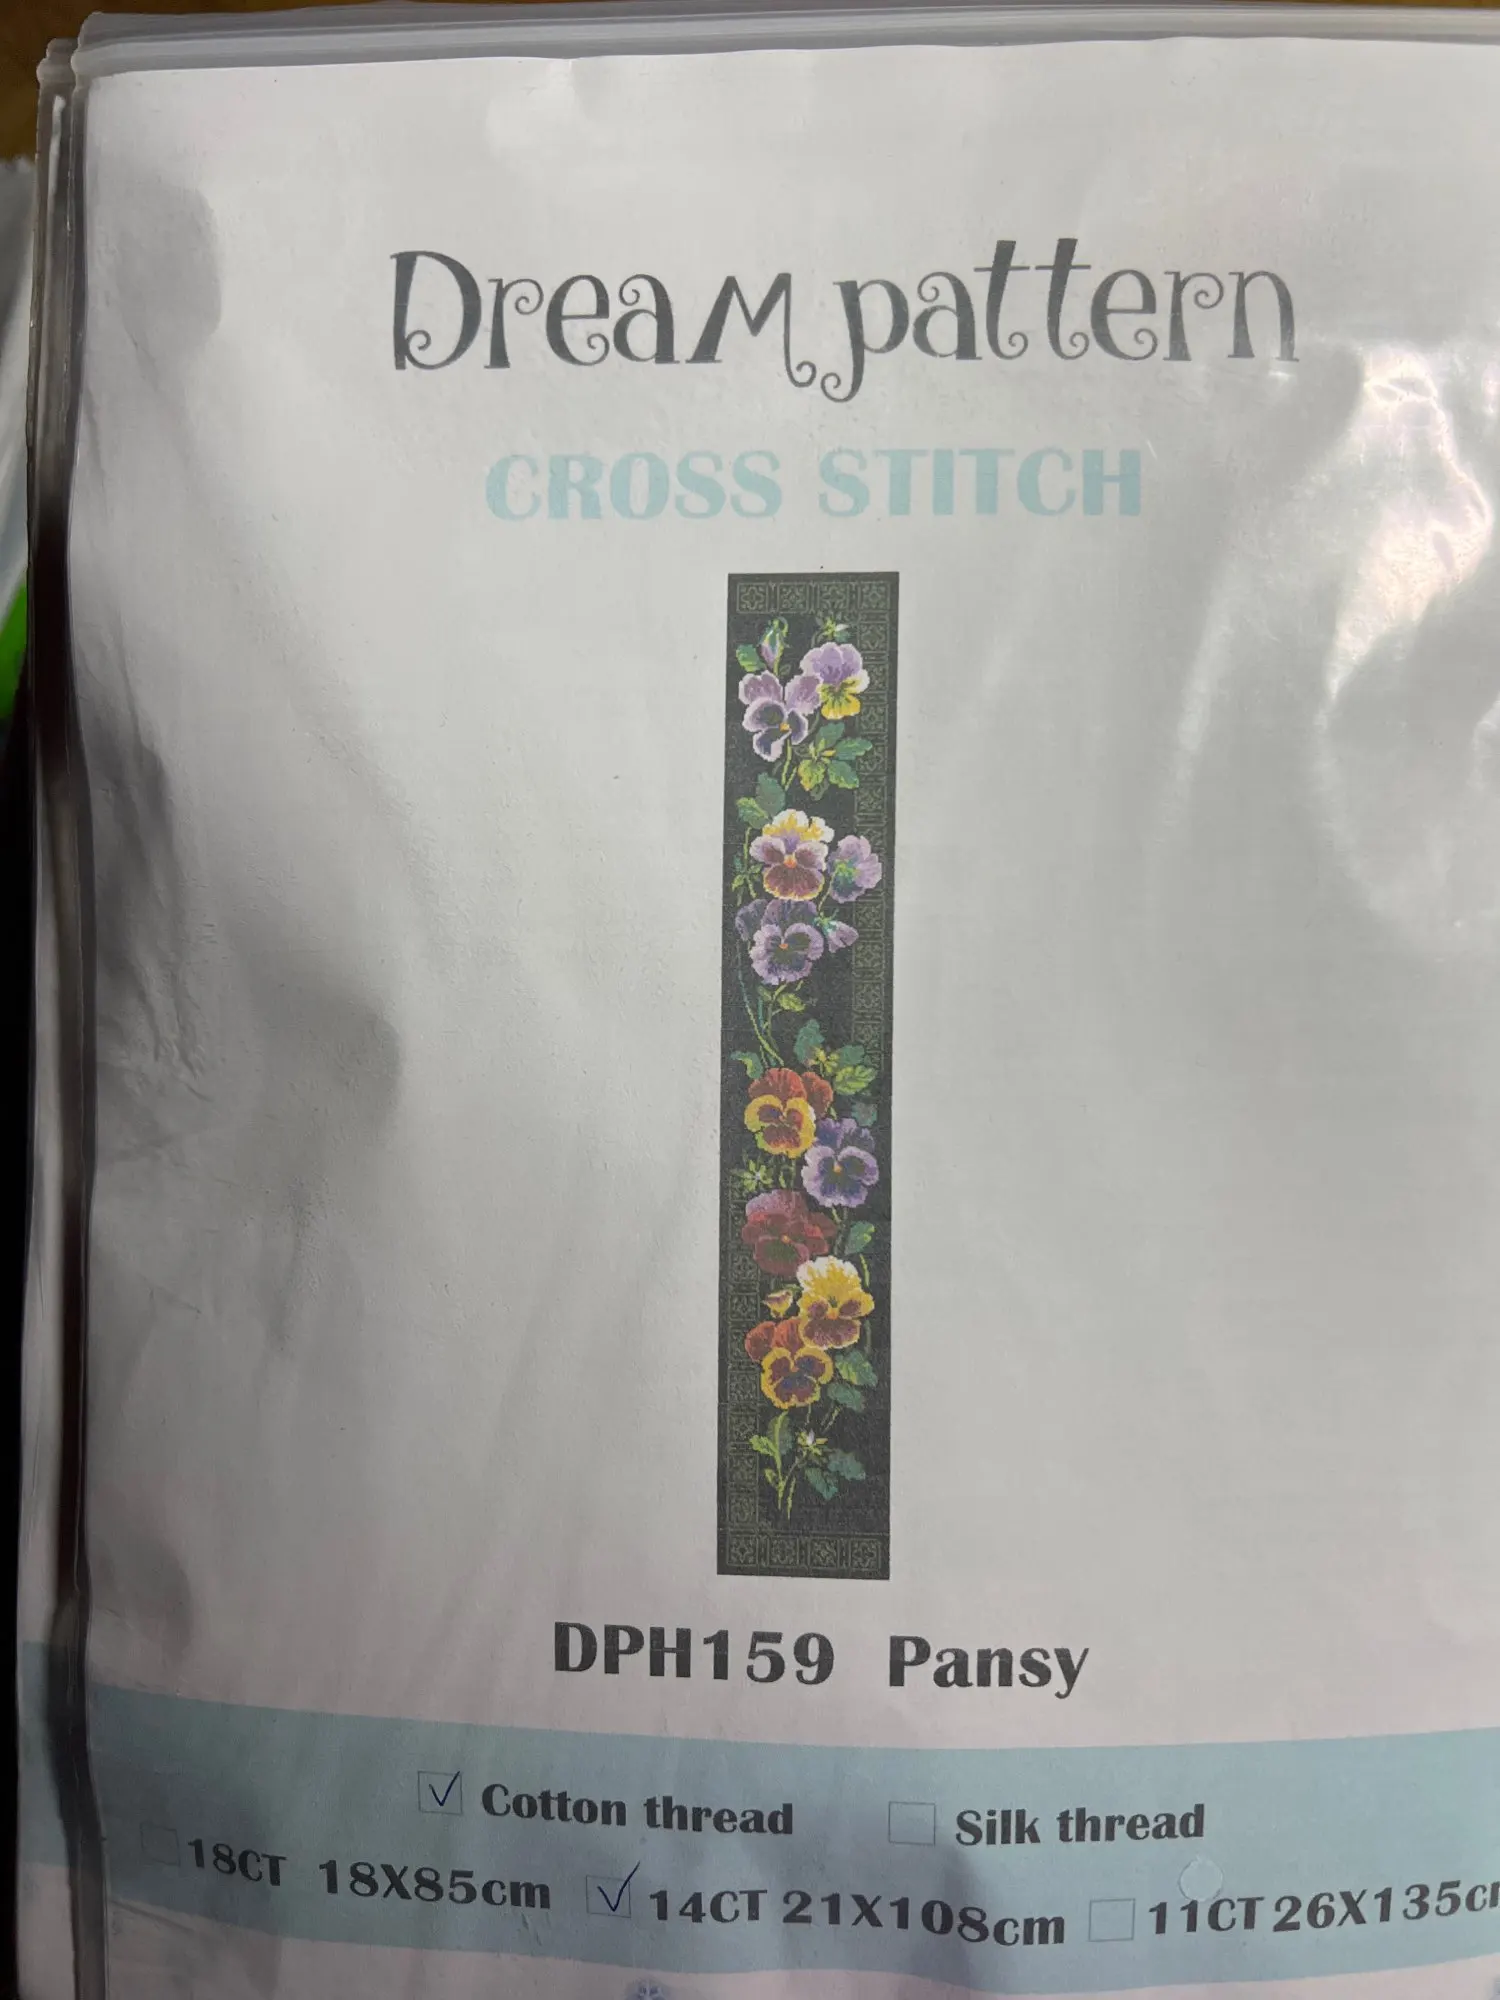 Dream pattern
CROSS STITCH
DPH159 Pansy
Cotton thread Silk thread
18CT 18X85cm 14CT 21X108cm 11CT 26X135c